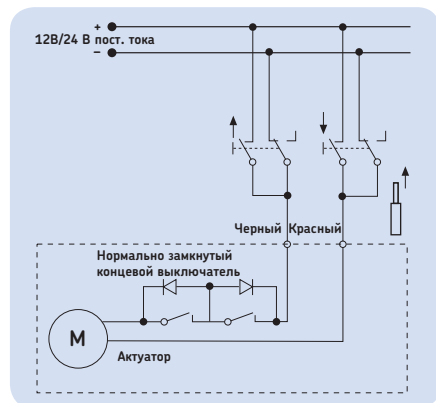 +
12В/24 В пост. тока
–
Черный Красный
Нормально замкнутый
концевой выключатель
M
Актуатор